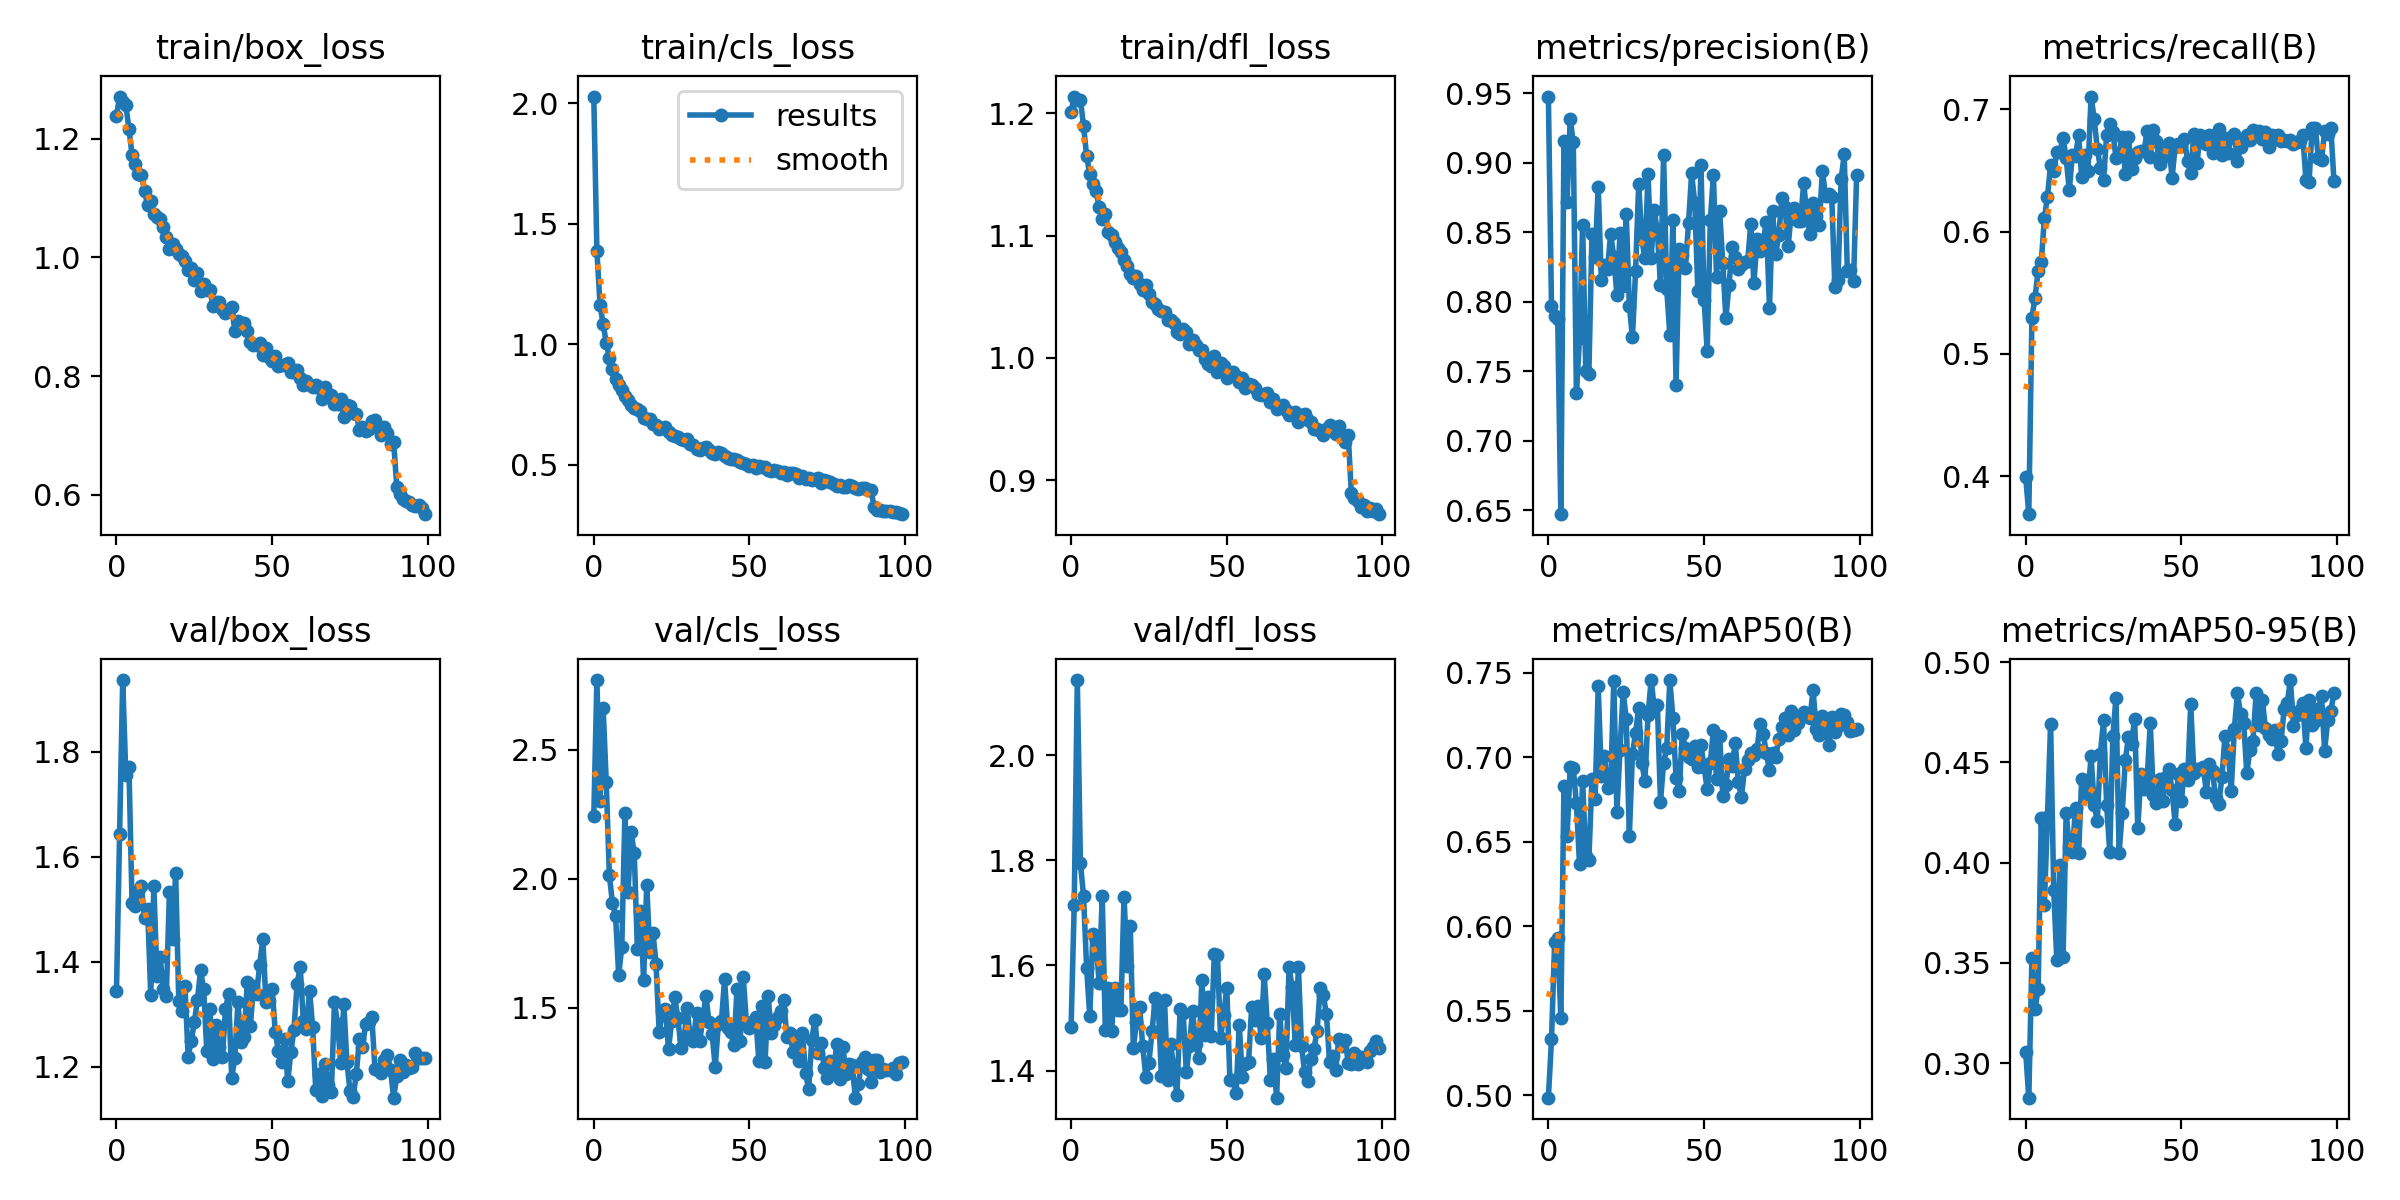 train/box_loss
1.2
1.0
0.8
0.6
0 50 100
train/cls_loss
results
smooth
2.0
1.5
1.0
0.5
0 50 100
train/dfl_loss
1.2
1.1
1.0
0.9
0 50 100
metrics/precision(B)
0.95
0.90
0.85
0.80
0.75
0.70
0.65
0 50 100
metrics/recall(B)
0.7
0.6
0.5
0.4
0 50 100
val/box_loss
1.8
1.6
1.4
1.2
0 50 100
val/cls_loss
2.5
2.0
1.5
0 50 100
val/dfl_loss
2.0
1.8
1.6
1.4
0 50 100
metrics/mAP50(B)
0.75
0.70
0.65
0.60
0.55
0.50
0 50 100
metrics/mAP50-95(B)
0.50
0.45
0.40
0.35
0.30
0 50 100